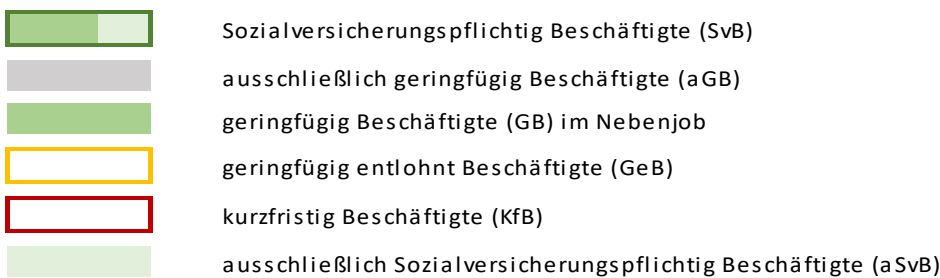 Sozialversicherungspflichtig Beschäftigte (SvB)
ausschließlich geringfügig Beschäftigte (aGB)
geringfügig Beschäftigte (GB) im Nebenjob
geringfügig entlohnt Beschäftigte (GeB)
kurzfristig Beschäftigte (KfB)
ausschließlich Sozialversicherungspflichtig Beschäftigte (aSvB)